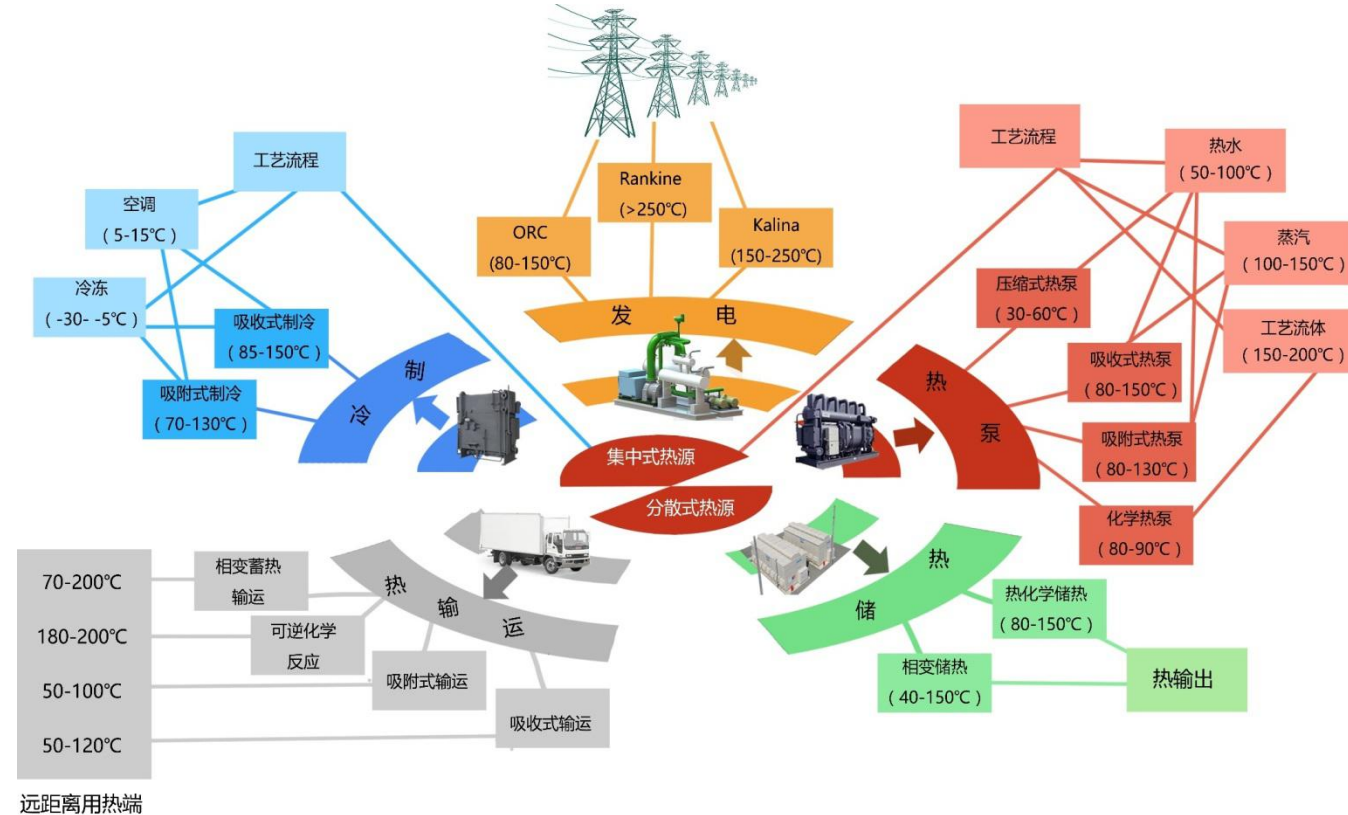 工艺流程
空调
(5-15℃)
冷冻
(-30- -5℃)
吸收式制冷
(85-150℃)
吸附式制冷
(70-130℃)
制
冷
Rankine
(>250℃)
ORC
(80-150℃)
Kalina
(150-250℃)
发 电
工艺流程
热水
(50-100℃)
蒸汽
(100-150℃)
压缩式热泵
(30-60℃)
工艺流体
(150-200℃)
吸收式热泵
(80-150℃)
吸附式热泵
(80-130℃)
化学热泵
(80-90℃)
热
泵
集中式热源
分散式热源
70-200℃
180-200℃
50-100℃
50-120℃
远距离用热端
相变蓄热
输运
可逆化学
反应
吸附式输运
吸收式输运
热
输
运
热
储
热化学储热
(80-150℃)
相变储热
(40-150℃)
热输出